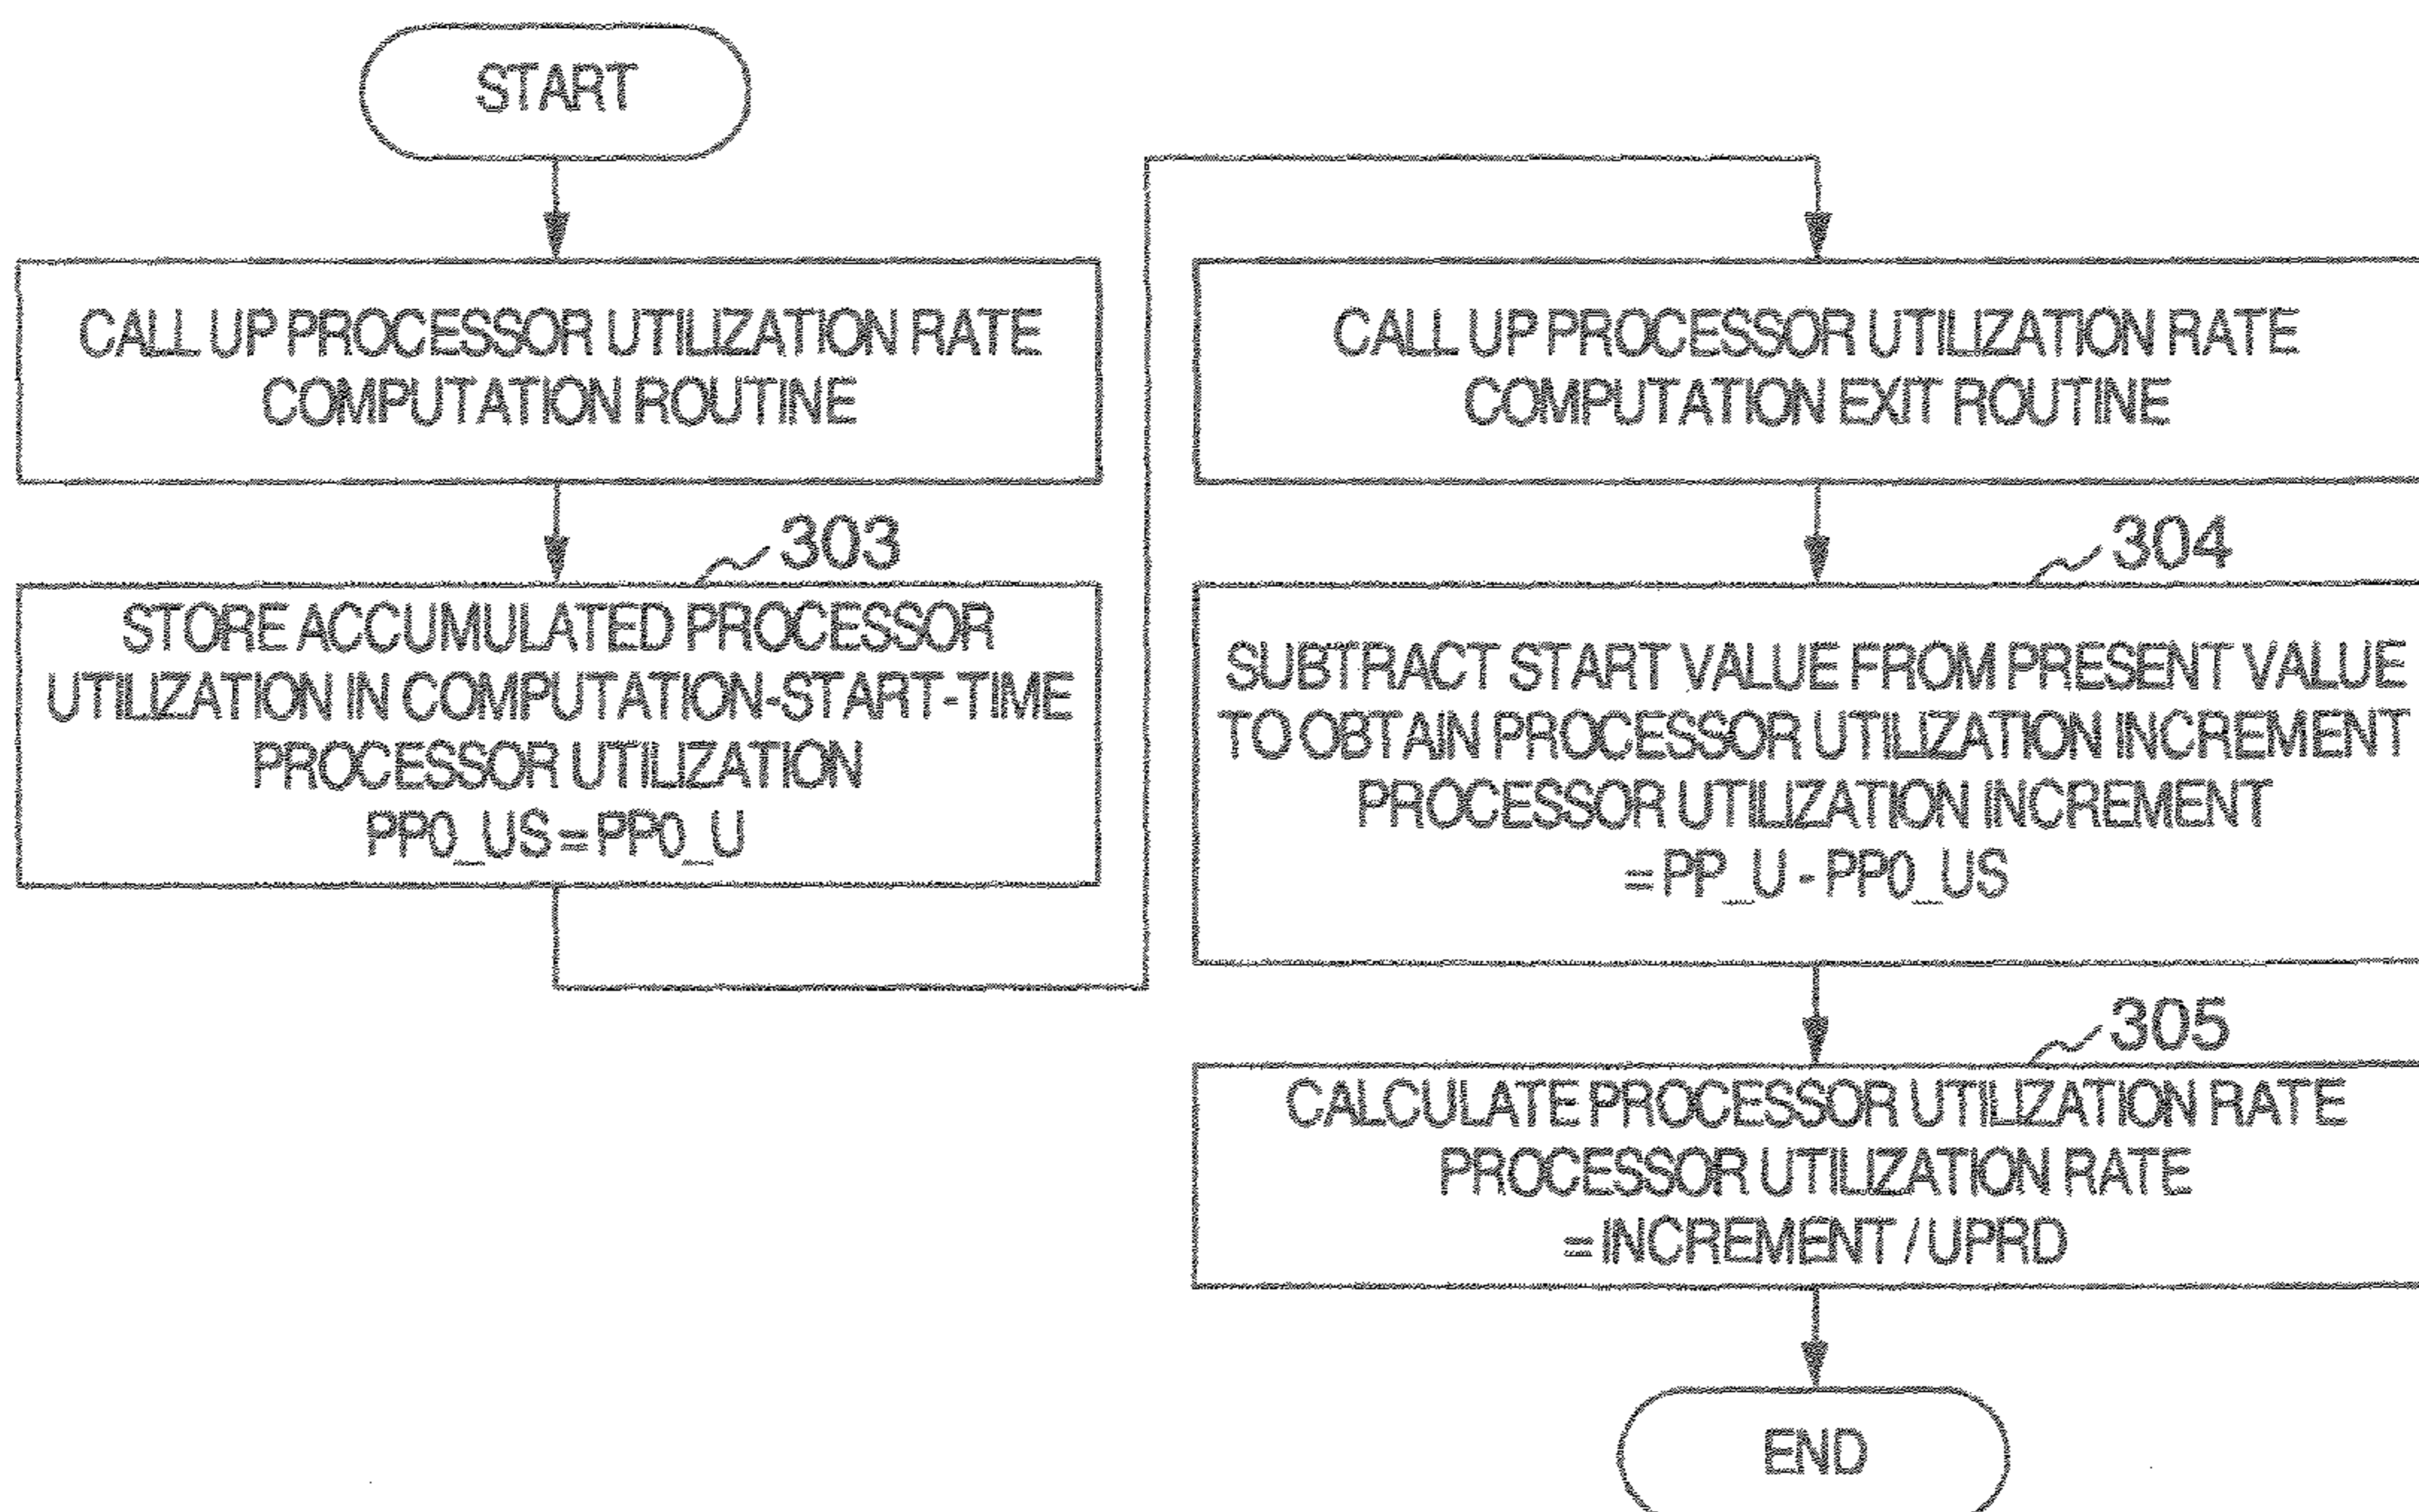 START
CALL UP PROCESSOR UTILIZATION RATE
COMPUTATION ROUTINE
303
STORE ACCUMULATED PROCESSOR
UTILIZATION IN COMPUTATION-START-TIME
PROCESSOR UTILIZATION
PP0_US = PP0_U
CALL UP PROCESSOR UTILIZATION RATE
COMPUTATION EXIT ROUTINE
304
SUBTRACT START VALUE FROM PRESENT VALUE
TO OBTAIN PROCESSOR UTILIZATION INCREMENT
PROCESSOR UTILIZATION INCREMENT
= PP_U - PP0_US
305
CALCULATE PROCESSOR UTILIZATION RATE
PROCESSOR UTILIZATION RATE
= INCREMENT / UPRD
END